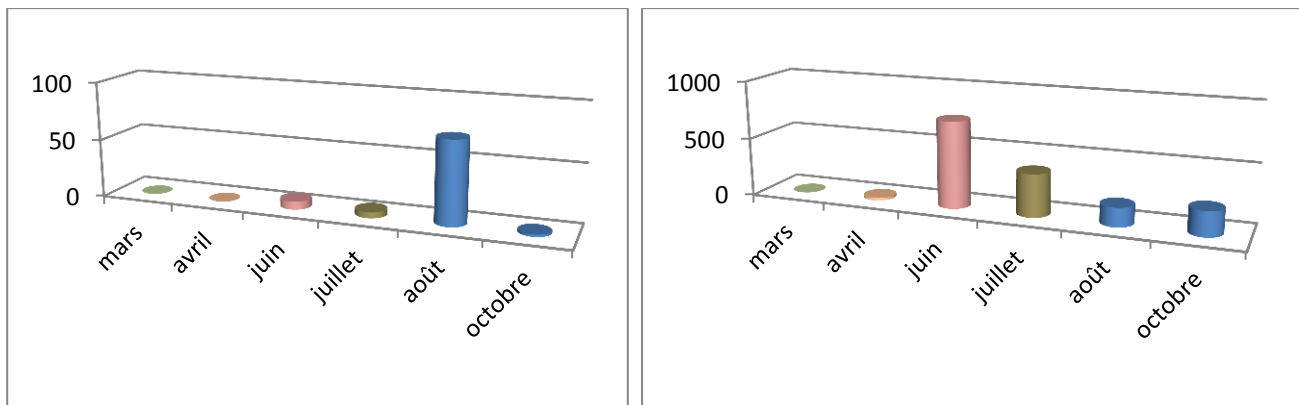 100
50
0
mars
avril
juin
juillet
août
octobre
1000
500
0
mars
avril
juin
juillet
août
octobre